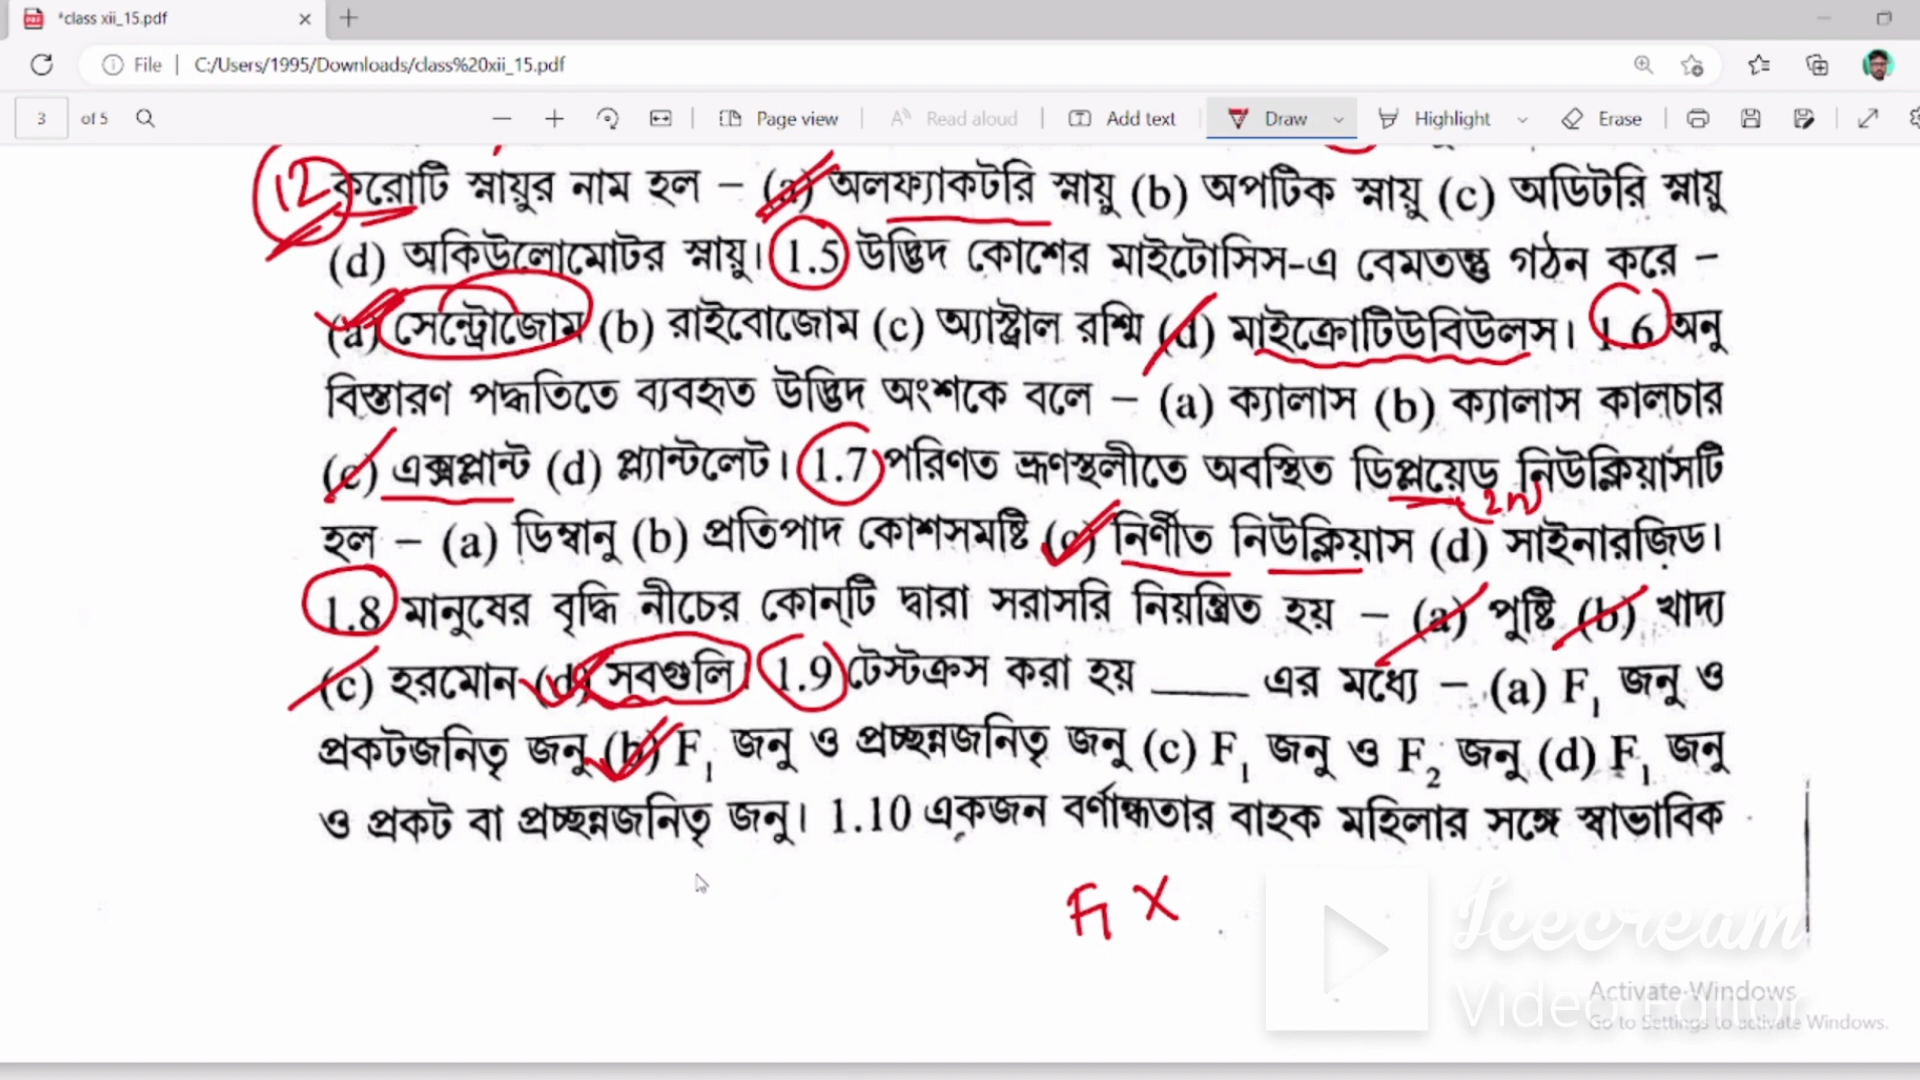 *class xii_15.pdf
File | C:/Users/1995/Downloads/class%20xii_15.pdf
3 of 5 Page view Read aloud Add text Draw Highlight Erase
12 করোটি স্নায়ুর নাম হল – (a) অলফ্যাকটরি স্নায়ু (b) অপটিক স্নায়ু (c) অডিটরি স্নায়ু
(d) অকিউলোমোটর স্নায়ু। 1.5 উদ্ভিদ কোশের মাইটোসিস-এ বেমতন্তু গঠন করে –
(a) সেন্ট্রোজোম (b) রাইবোজোম (c) অ্যাস্ট্রাল রশ্মি (d) মাইক্রোটিউবিউলস। 1.6 অনু
বিস্তারণ পদ্ধতিতে ব্যবহৃত উদ্ভিদ অংশকে বলে – (a) ক্যালাস (b) ক্যালাস কালচার
(c) এক্সপ্লান্ট (d) প্ল্যান্টলেট। 1.7 পরিণত ভ্রূণস্থলীতে অবস্থিত ডিপ্লয়েড নিউক্লিয়াসটি
2n
হল – (a) ডিম্বানু (b) প্রতিপাদ কোশসমষ্টি (c) নির্ণীত নিউক্লিয়াস (d) সাইনারজিড।
1.8 মানুষের বৃদ্ধি নীচের কোন্‌টি দ্বারা সরাসরি নিয়ন্ত্রিত হয় – (a) পুষ্টি (b) খাদ্য
(c) হরমোন (d) সবগুলি। 1.9 টেস্টক্রস করা হয় ____ এর মধ্যে – (a) F₁ জনু ও
প্রকটজনিতৃ জনু (b) F₁ জনু ও প্রচ্ছন্নজনিতৃ জনু (c) F₁ জনু ও F₂ জনু (d) F₁ জনু
ও প্রকট বা প্রচ্ছন্নজনিতৃ জনু। 1.10 একজন বর্ণান্ধতার বাহক মহিলার সঙ্গে স্বাভাবিক
F₁ X
Icecream
Video Editor
Activate Windows
Go to Settings to activate Windows.